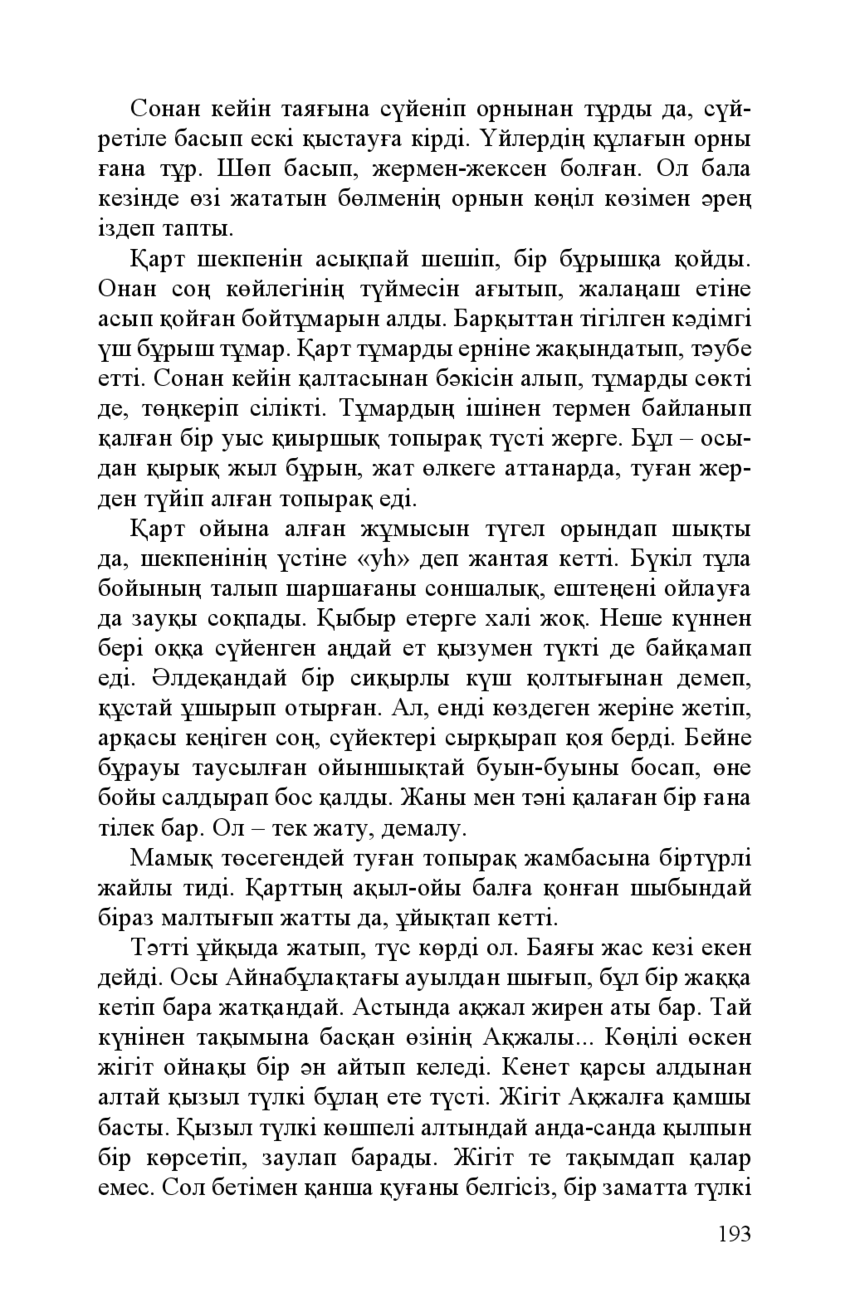 Сонан кейін таяғына сүйеніп орнынан тұрды да, сүй-
ретіле басып ескі қыстауға кірді. Үйлердің құлағын орны
ғана тұр. Шөп басып, жермен-жексен болған. Ол бала
кезінде өзі жататын бөлменің орнын көңіл көзімен әрең
іздеп тапты.
Қарт шекпенін асықпай шешіп, бір бұрышқа қойды.
Онан соң көйлегінің түймесін ағытып, жалаңаш етіне
асып қойған бойтұмарын алды. Барқыттан тігілген кәдімгі
үш бұрыш тұмар. Қарт тұмарды ерніне жақындатып, тәубе
етті. Сонан кейін қалтасынан бәкісін алып, тұмарды сөкті
де, төңкеріп сілікті. Тұмардың ішінен термен байланып
қалған бір уыс қиыршық топырақ түсті жерге. Бұл – осы-
дан қырық жыл бұрын, жат өлкеге аттанарда, туған жер-
ден түйіп алған топырақ еді.
Қарт ойына алған жұмысын түгел орындап шықты
да, шекпенінің үстіне «уһ» деп жантая кетті. Бүкіл тұла
бойының талып шаршағаны соншалық, ештеңені ойлауға
да зауқы соқпады. Қыбыр етерге халі жоқ. Неше күннен
бері оққа сүйенген аңдай ет қызумен түкті де байқамап
еді. Әлдеқандай бір сиқырлы күш қолтығынан демеп,
құстай ұшырып отырған. Ал, енді көздеген жеріне жетіп,
арқасы кеңіген соң, сүйектері сырқырап қоя берді. Бейне
бұрауы таусылған ойыншықтай буын-буыны босап, өне
бойы салдырап бос қалды. Жаны мен тәні қалаған бір ғана
тілек бар. Ол – тек жату, демалу.
Мамық төсегендей туған топырақ жамбасына біртүрлі
жайлы тиді. Қарттың ақыл-ойы балға қонған шыбындай
біраз малтығып жатты да, ұйықтап кетті.
Тәтті ұйқыда жатып, түс көрді ол. Баяғы жас кезі екен
дейді. Осы Айнабұлақтағы ауылдан шығып, бұл бір жаққа
кетіп бара жатқандай. Астында ақжал жирен аты бар. Тай
күнінен тақымына басқан өзінің Ақжалы... Көңілі өскен
жігіт ойнақы бір ән айтып келеді. Кенет қарсы алдынан
алтай қызыл түлкі бұлаң ете түсті. Жігіт Ақжалға қамшы
басты. Қызыл түлкі көшпелі алтындай анда-санда қылпын
бір көрсетіп, заулап барады. Жігіт те тақымдап қалар
емес. Сол бетімен қанша қуғаны белгісіз, бір заматта түлкі
193